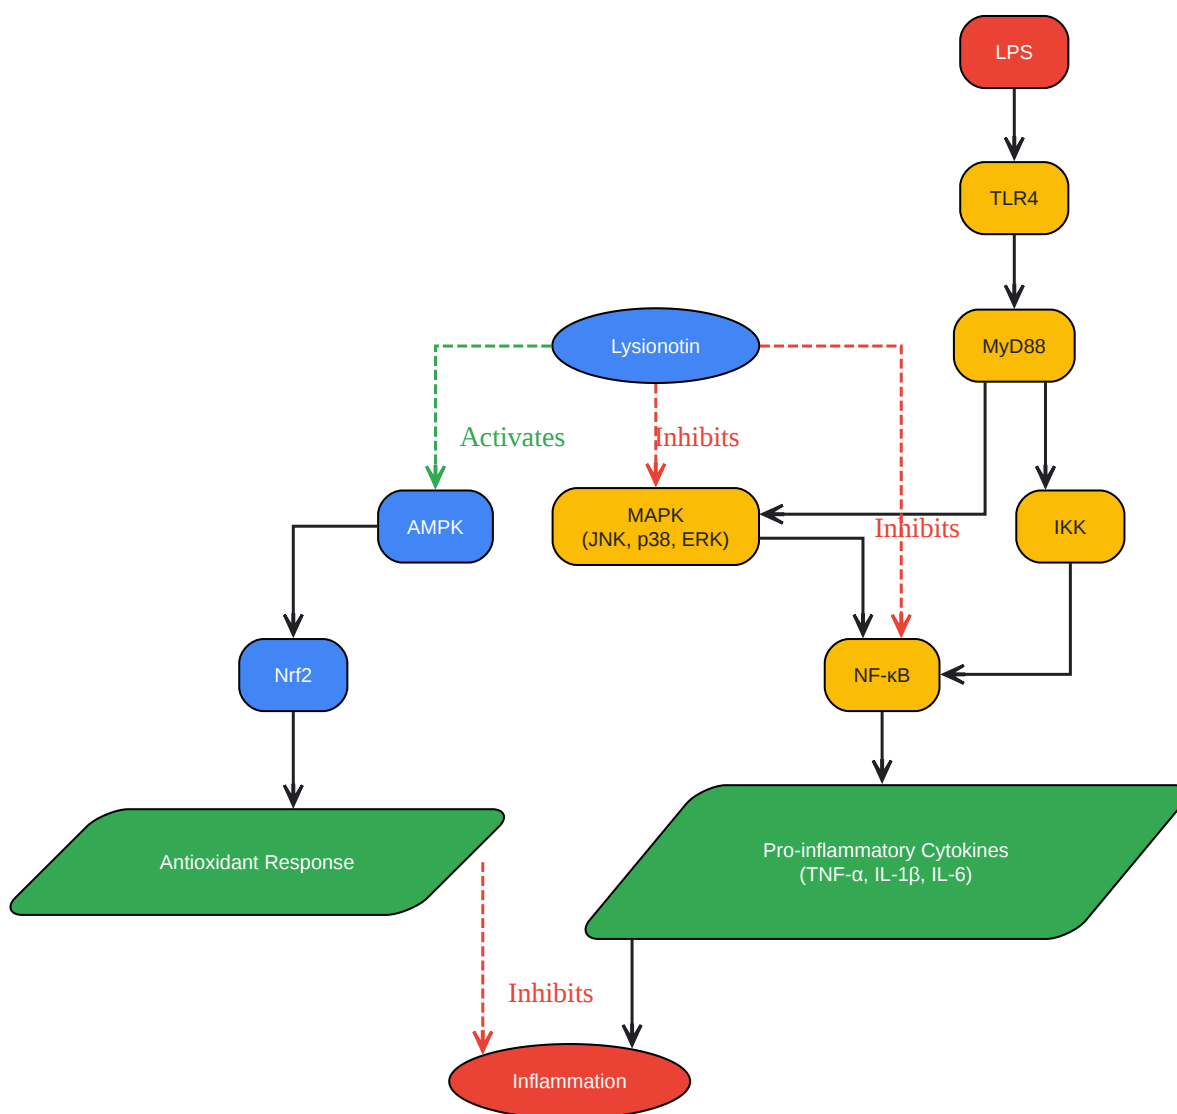 LPS
TLR4
Lysionotin
MyD88
Activates
Inhibits
MAPK
(JNK, p38, ERK)
AMPK
Inhibits
IKK
Nrf2
NF-κB
Antioxidant Response
Pro-inflammatory Cytokines
(TNF-α, IL-1β, IL-6)
Inhibits
Inflammation